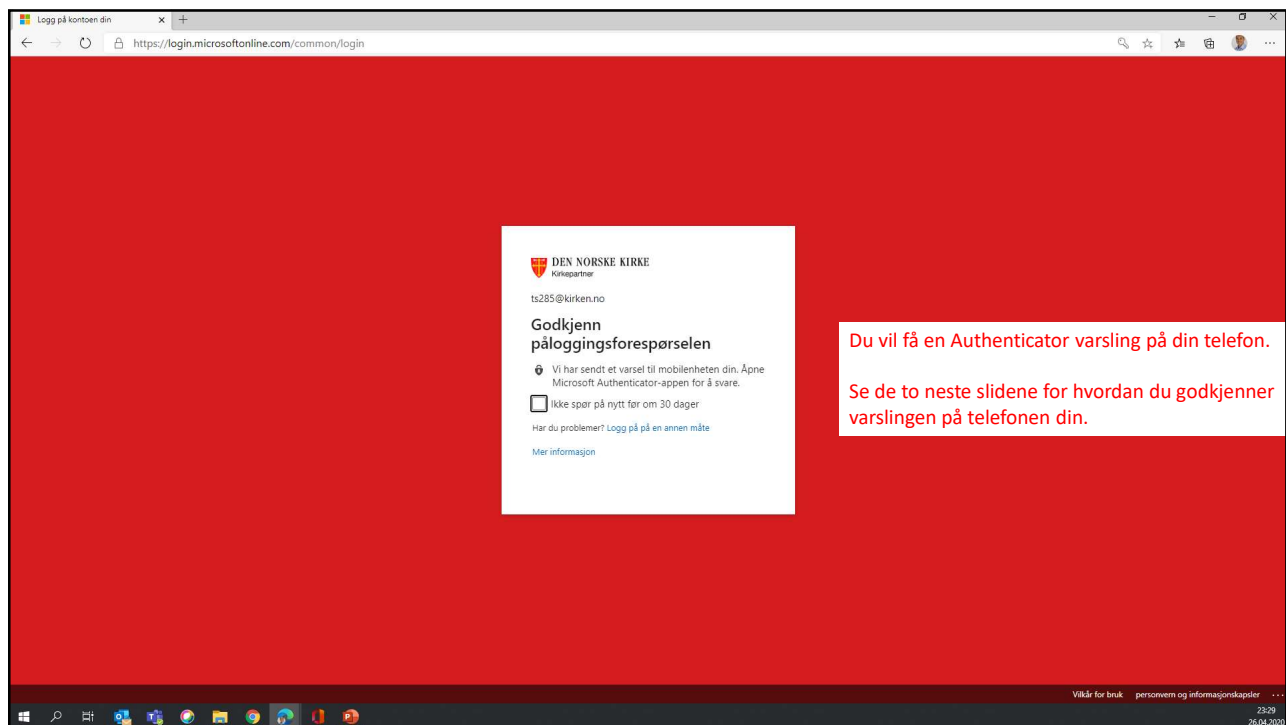 Logg på kontoen din
https://login.microsoftonline.com/common/login
DEN NORSKE KIRKE
Kirkepartner
ts285@kirken.no
Godkjenn
påloggingsforespørselen
Vi har sendt et varsel til mobilenheten din. Åpne
Microsoft Authenticator-appen for å svare.
Ikke spør på nytt før om 30 dager
Har du problemer? Logg på på en annen måte
Mer informasjon
Du vil få en Authenticator varsling på din telefon.
Se de to neste slidene for hvordan du godkjenner
varslingen på telefonen din.
Vilkår for bruk personvern og informasjonskapsler ...
23:29